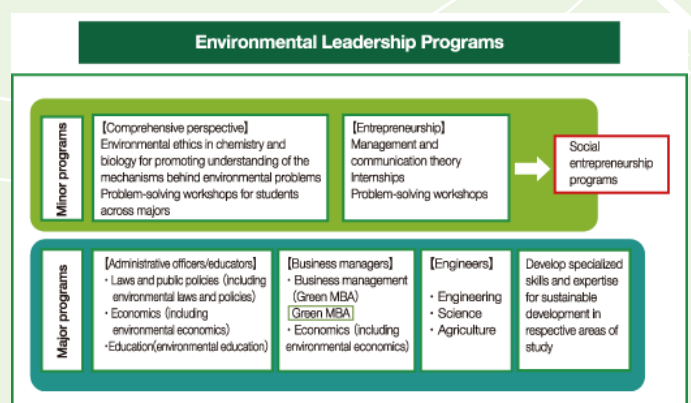 Environmental Leadership Programs
Minor programs
【Comprehensive perspective】
Environmental ethics in chemistry and
biology for promoting understanding of the
mechanisms behind environmental problems
Problem-solving workshops for students
across majors
【Entrepreneurship】
Management and
communication theory
Internships
Problem-solving workshops
Social
entrepreneurship
programs
Major programs
【Administrative officers/educators】
・Laws and public policies (including
environmental laws and policies)
・Economics (including
environmental economics)
・Education(environmental education)
【Business managers】
・Business management
(Green MBA)
Green MBA
・Economics (including
environmental economics)
【Engineers】
・Engineering
・Science
・Agriculture
Develop specialized
skills and expertise
for sustainable
development in
respective areas of
study